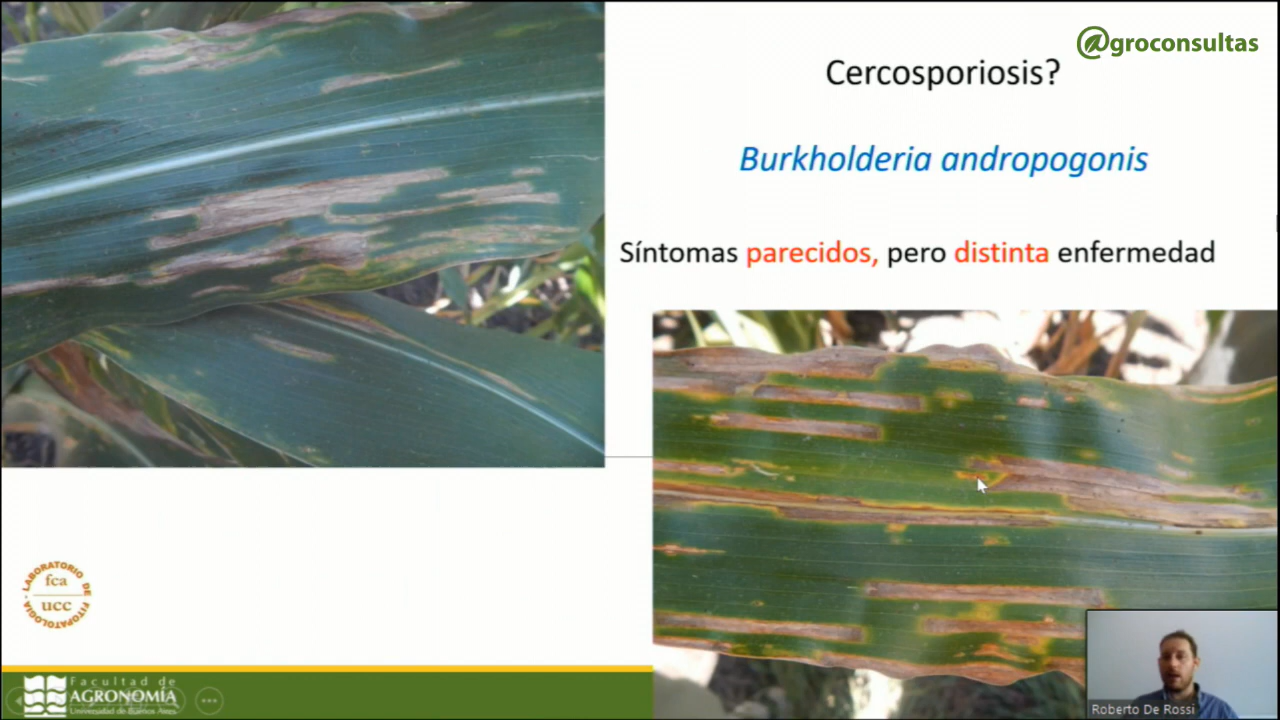 @groconsultas
Cercosporiosis?
Burkholderia andropogonis
Síntomas parecidos, pero distinta enfermedad
LABORATORIO DE FITOPATOLOGIA
fca
ucc
Facultad de
AGRONOMÍA
Universidad de Buenos Aires
Roberto De Rossi